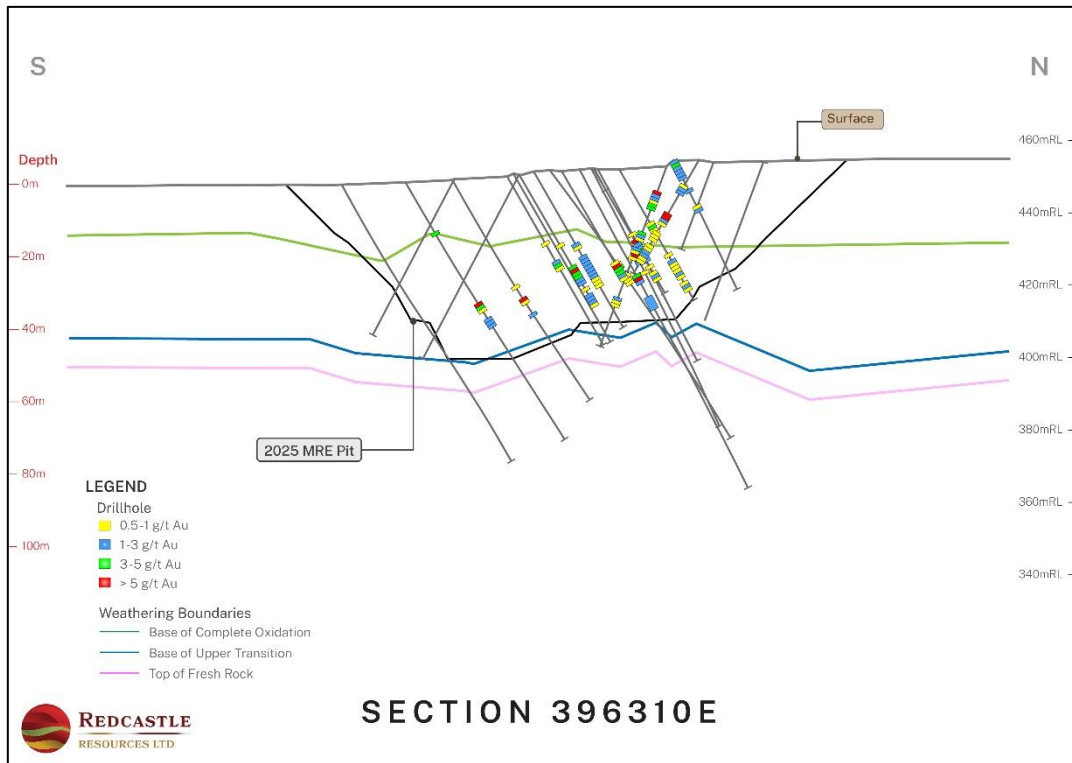 S
N
Surface
Depth
0m
20m
40m
60m
80m
100m
460mRL
440mRL
420mRL
400mRL
380mRL
360mRL
340mRL
2025 MRE Pit
LEGEND
Drillhole
0.5-1 g/t Au
1-3 g/t Au
3-5 g/t Au
> 5 g/t Au
Weathering Boundaries
Base of Complete Oxidation
Base of Upper Transition
Top of Fresh Rock
REDCASTLE
RESOURCES LTD
SECTION 396310E